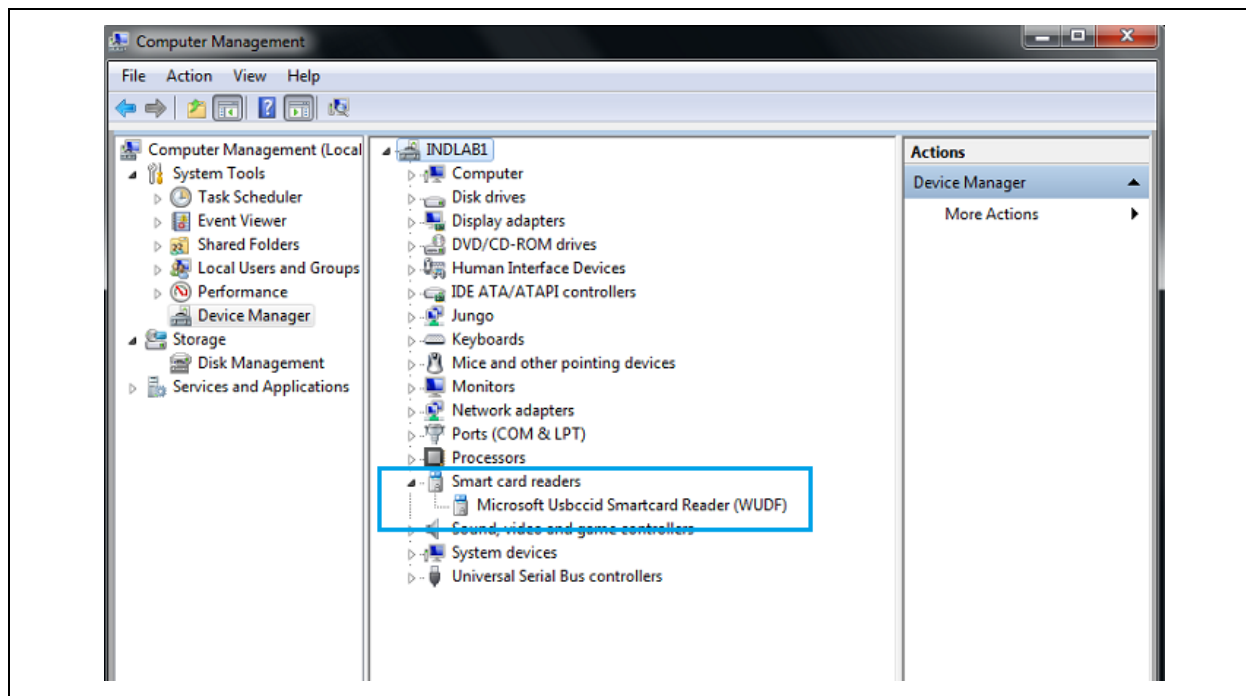 Computer Management
File Action View Help
Computer Management (Local
System Tools
Task Scheduler
Event Viewer
Shared Folders
Local Users and Groups
Performance
Device Manager
Storage
Disk Management
Services and Applications
INDLAB1
Computer
Disk drives
Display adapters
DVD/CD-ROM drives
Human Interface Devices
IDE ATA/ATAPI controllers
Jungo
Keyboards
Mice and other pointing devices
Monitors
Network adapters
Ports (COM & LPT)
Processors
Smart card readers
Microsoft Usbccid Smartcard Reader (WUDF)
Sound, video and game controllers
System devices
Universal Serial Bus controllers
Actions
Device Manager
More Actions